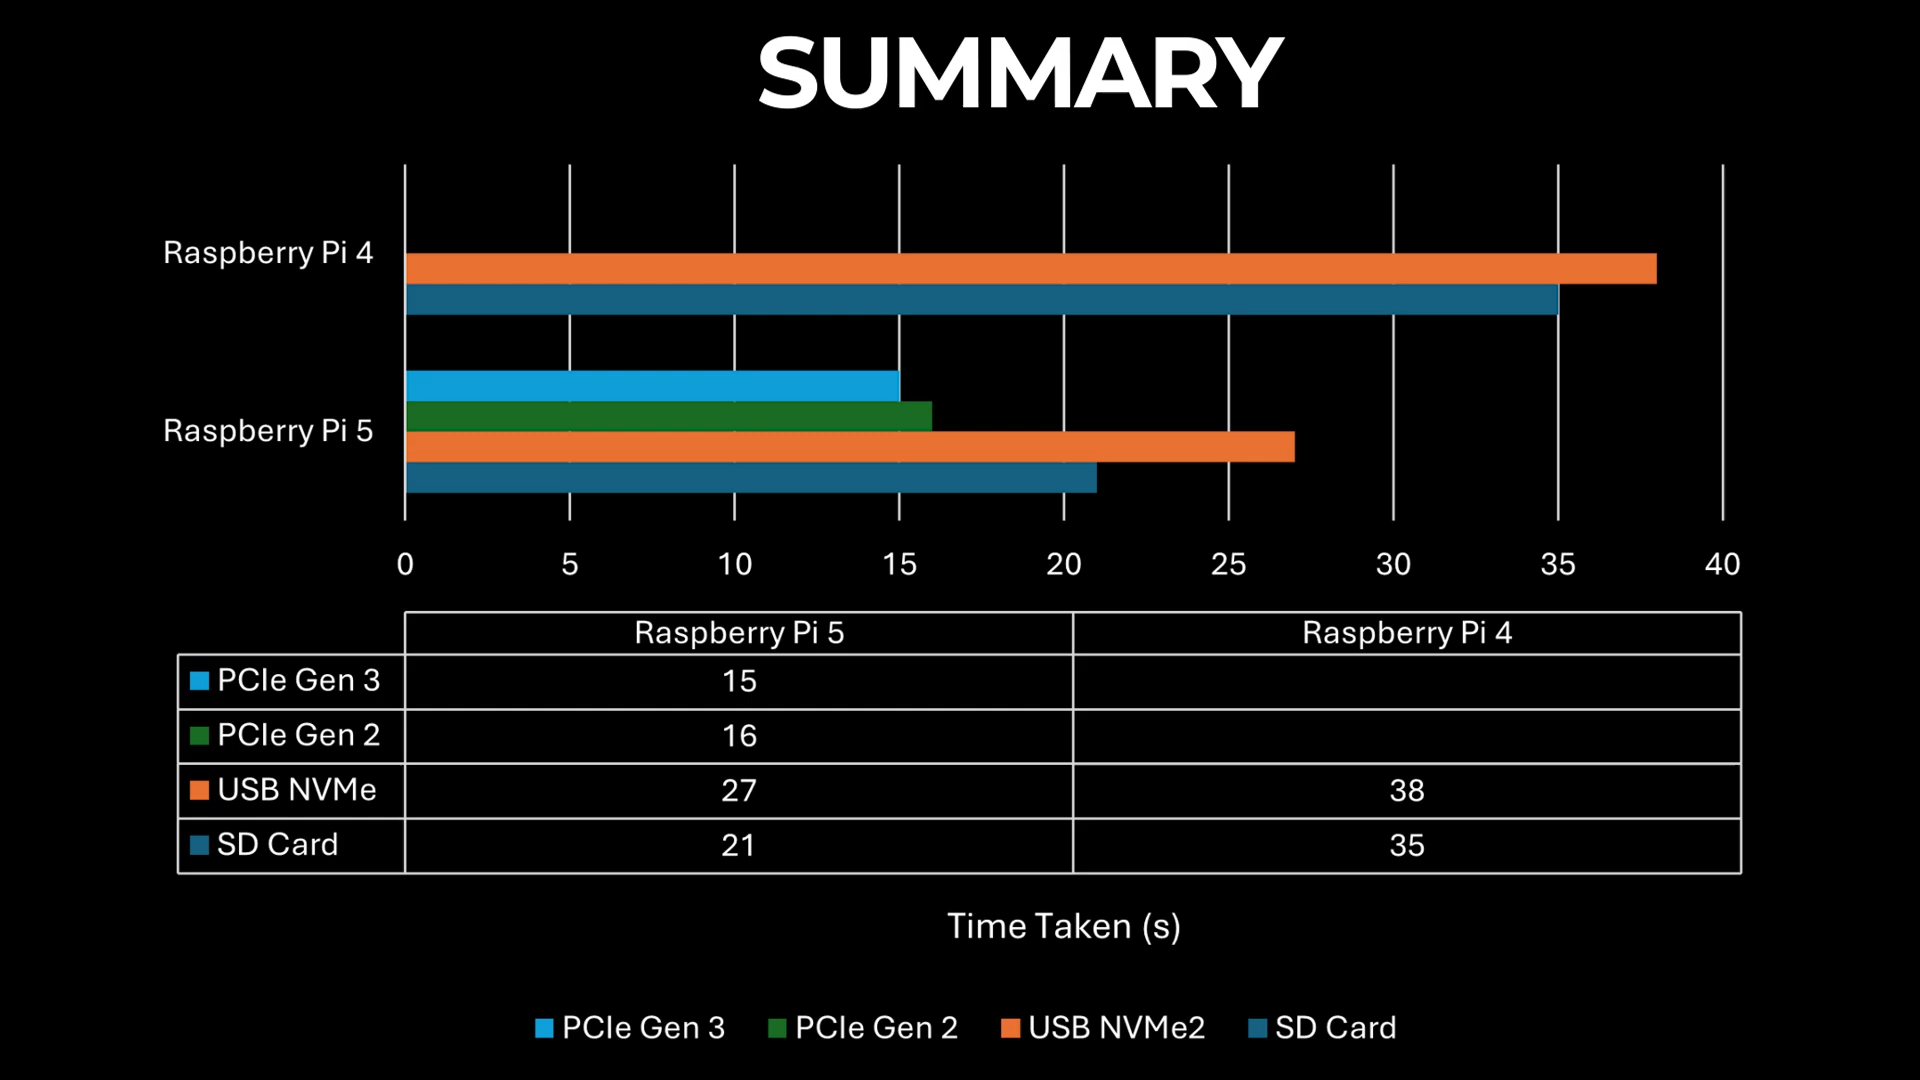 SUMMARY
Raspberry Pi 4
Raspberry Pi 5
0 5 10 15 20 25 30 35 40
Raspberry Pi 5 Raspberry Pi 4
PCIe Gen 3 15
PCIe Gen 2 16
USB NVMe 27 38
SD Card 21 35
Time Taken (s)
PCIe Gen 3 PCIe Gen 2 USB NVMe2 SD Card